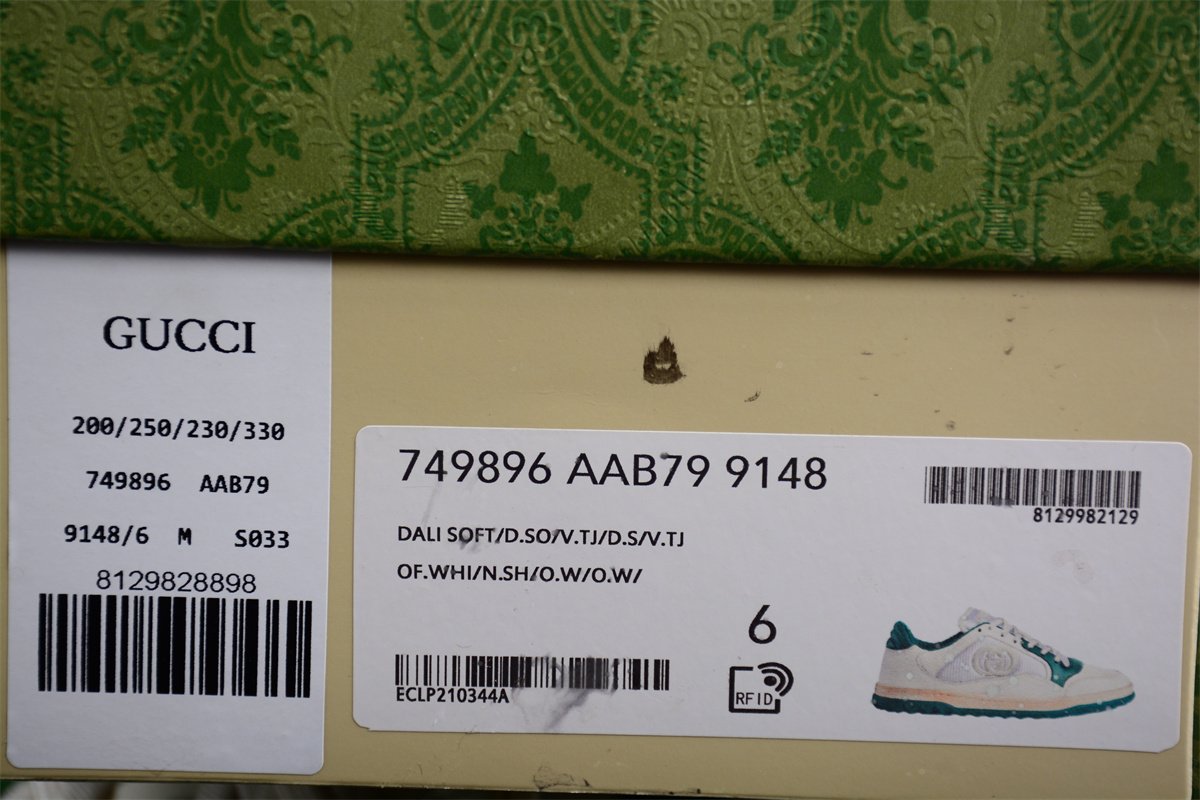 GUCCI
200/250/230/330
749896 AAB79
9148/6 M S033
8129828898
749896 AAB79 9148
8129982129
DALI SOFT/D.SO/V.TJ/D.S/V.TJ
OF.WHI/N.SH/O.W/O.W/
6
ECLP210344A
RFID